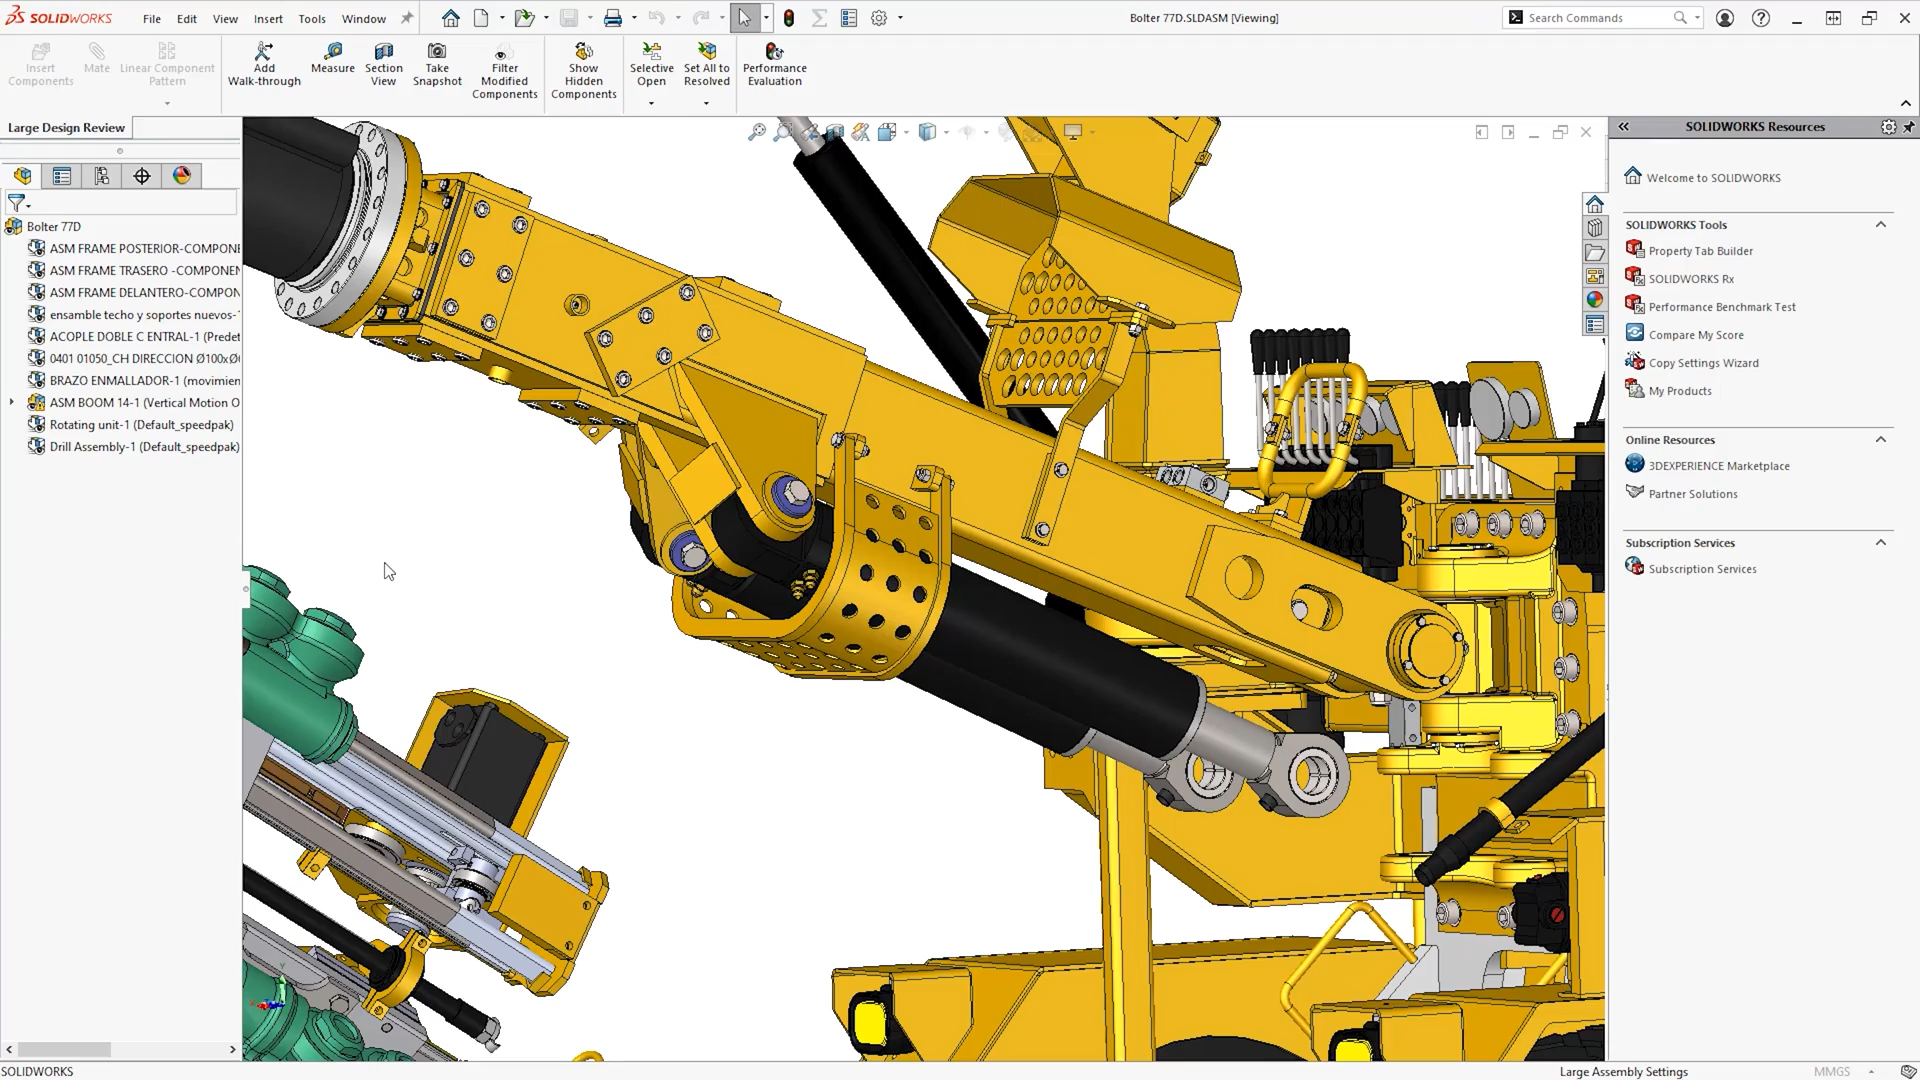 SOLIDWORKS
File Edit View Insert Tools Window
Bolter 77D.SLDASM [Viewing]
Search Commands
Insert
Components
Mate
Linear Component
Pattern
Add
Walk-through
Measure
Section
View
Take
Snapshot
Filter
Modified
Components
Show
Hidden
Components
Selective
Open
Set All to
Resolved
Performance
Evaluation
Large Design Review
Bolter 77D
ASM FRAME POSTERIOR-COMPONE
ASM FRAME TRASERO -COMPONEN
ASM FRAME DELANTERO-COMPON
ensamble techo y soportes nuevos-
ACOPLE DOBLE C ENTRAL-1 (Predet
0401 01050_CH DIRECCION Ø100xØ
BRAZO ENMALLADOR-1 (movimien
ASM BOOM 14-1 (Vertical Motion O
Rotating unit-1 (Default_speedpak)
Drill Assembly-1 (Default_speedpak)
SOLIDWORKS Resources
Welcome to SOLIDWORKS
SOLIDWORKS Tools
Property Tab Builder
SOLIDWORKS Rx
Performance Benchmark Test
Compare My Score
Copy Settings Wizard
My Products
Online Resources
3DEXPERIENCE Marketplace
Partner Solutions
Subscription Services
Subscription Services
SOLIDWORKS
Large Assembly Settings
MMGS